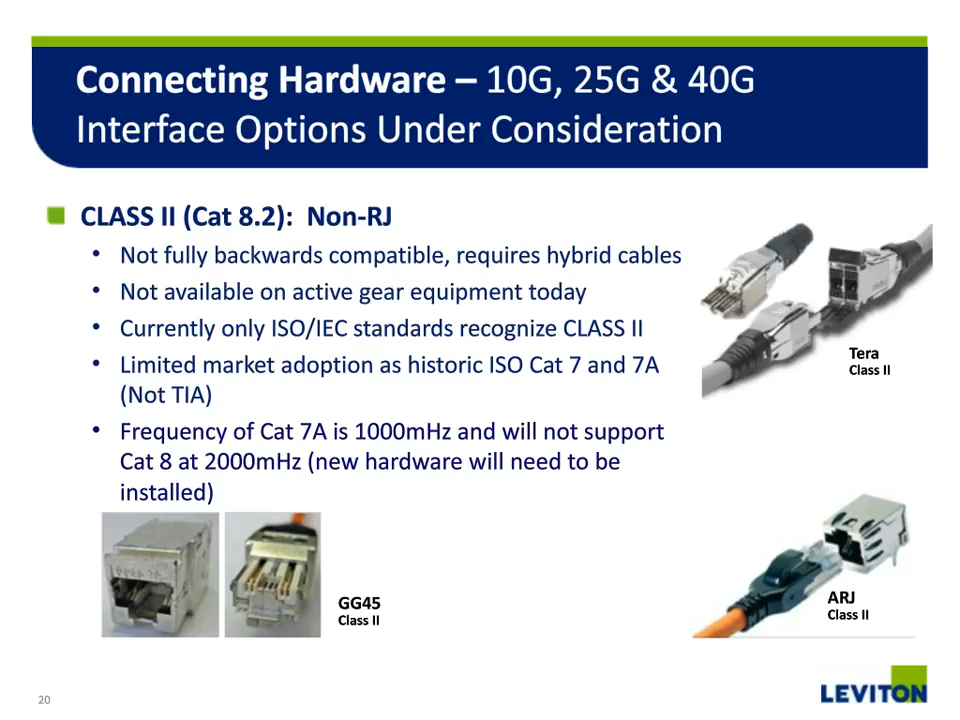 Connecting Hardware – 10G, 25G & 40G
Interface Options Under Consideration
CLASS II (Cat 8.2): Non-RJ
• Not fully backwards compatible, requires hybrid cables
• Not available on active gear equipment today
• Currently only ISO/IEC standards recognize CLASS II
• Limited market adoption as historic ISO Cat 7 and 7A
(Not TIA)
• Frequency of Cat 7A is 1000mHz and will not support
Cat 8 at 2000mHz (new hardware will need to be
installed)
Tera
Class II
GG45
Class II
ARJ
Class II
20
LEVITON